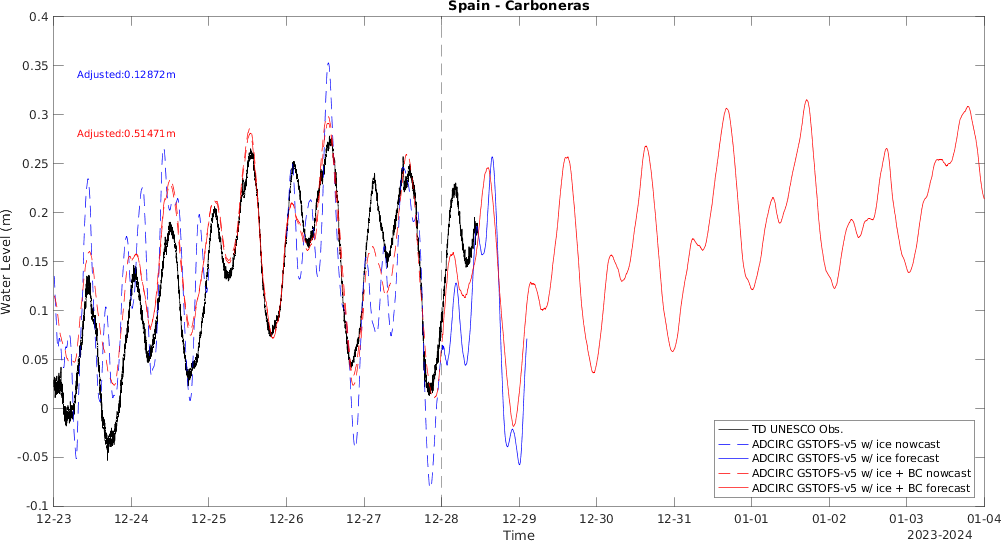 Spain - Carboneras
0.4
0.35
0.3
0.25
0.2
0.15
0.1
0.05
0
-0.05
-0.1
Water Level (m)
Adjusted:0.12872m
Adjusted:0.51471m
TD UNESCO Obs.
ADCIRC GSTOFS-v5 w/ ice nowcast
ADCIRC GSTOFS-v5 w/ ice forecast
ADCIRC GSTOFS-v5 w/ ice + BC nowcast
ADCIRC GSTOFS-v5 w/ ice + BC forecast
12-23 12-24 12-25 12-26 12-27 12-28 12-29 12-30 12-31 01-01 01-02 01-03 01-04
Time
2023-2024